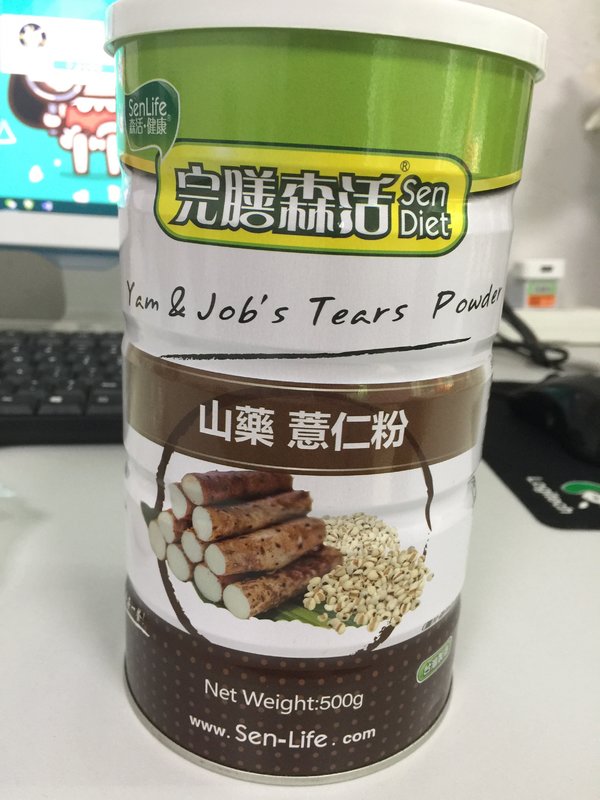 SenLife
森活·健康®
完膳森活®
Sen
Diet
Yam & Job's Tears Powder
山藥 薏仁粉
Net Weight:500g
www.Sen-Life.com
Logitech